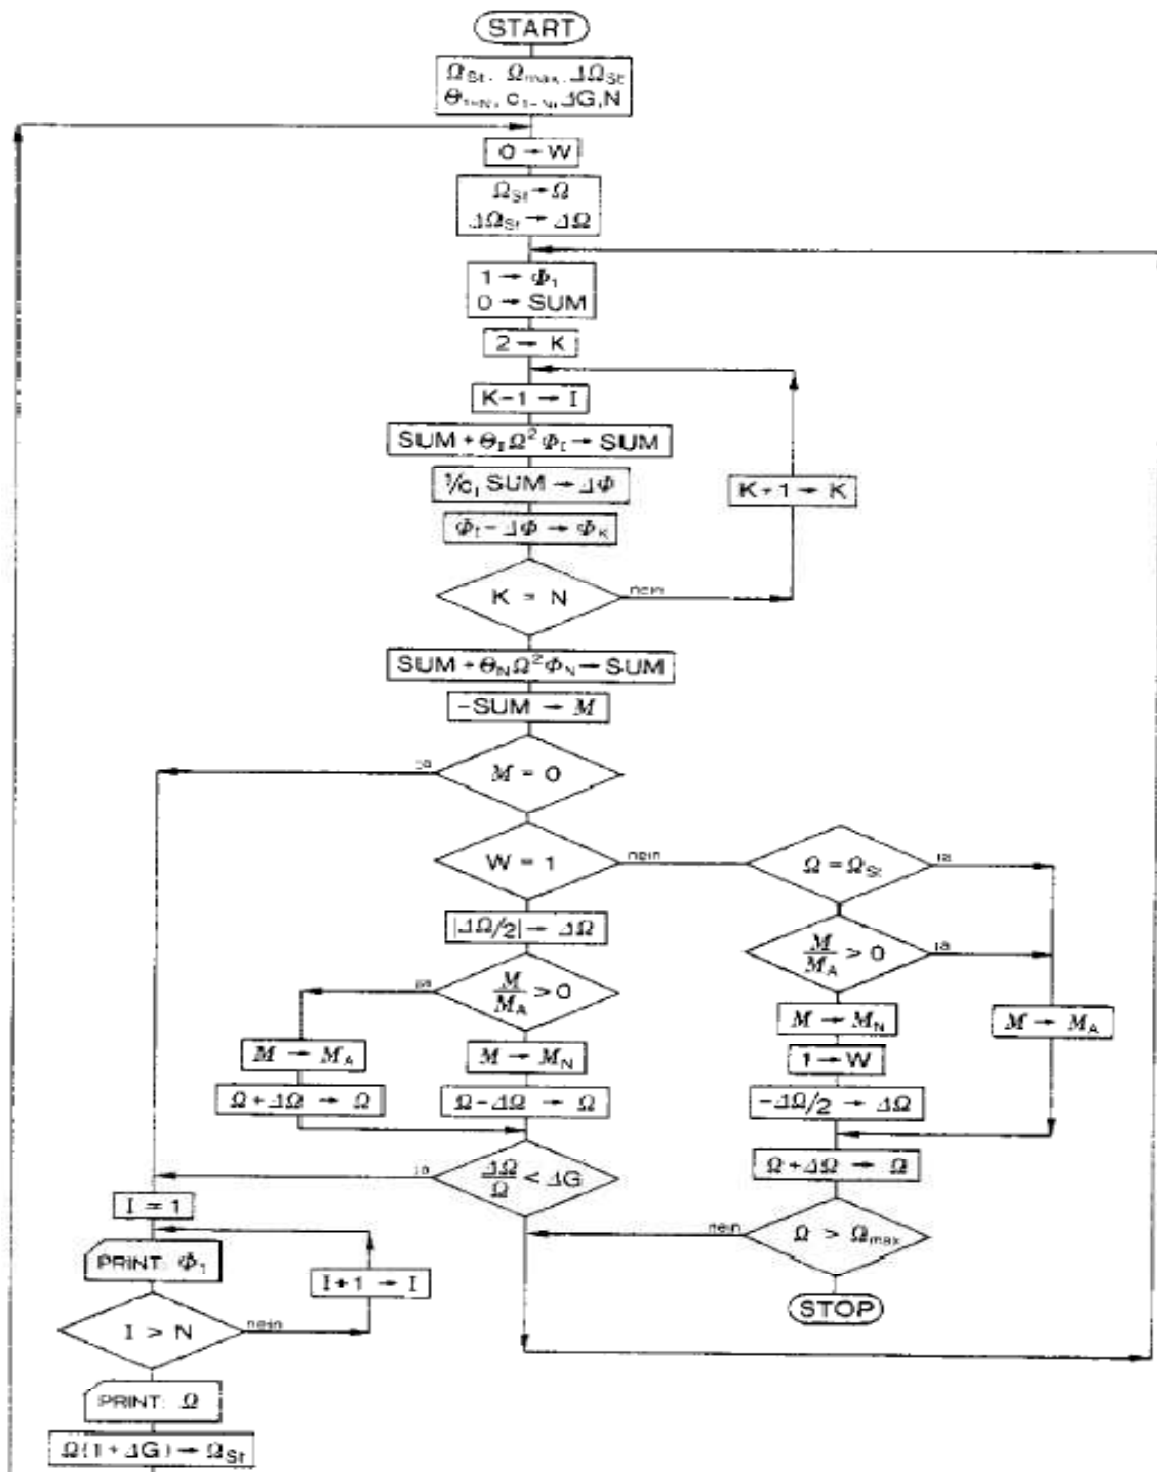 START
Ω_St, Ω_max, ΔΩ_St
Θ_1-N, c_1-N, ΔG, N
0 → W
Ω_St → Ω
ΔΩ_St → ΔΩ
1 → Φ_1
0 → SUM
2 → K
K-1 → I
SUM + Θ_I Ω² Φ_I → SUM
1/c_I SUM → ΔΦ
K+1 → K
Φ_I - ΔΦ → Φ_K
K = N
nein
SUM + Θ_N Ω² Φ_N → SUM
-SUM → M
ja
M = 0
W = 1
nein
Ω = Ω_St
ja
|ΔΩ/2| → ΔΩ
ja
M/M_A > 0
M/M_A > 0
ja
M → M_A
M → M_N
M → M_N
M → M_A
1 → W
Ω + ΔΩ → Ω
Ω - ΔΩ → Ω
-ΔΩ/2 → ΔΩ
ja
ΔΩ/Ω < ΔG
Ω + ΔΩ → Ω
I = 1
nein
Ω > Ω_max
PRINT: Φ_1
I+1 → I
STOP
I > N
nein
PRINT: Ω
Ω(1 + ΔG) → Ω_St